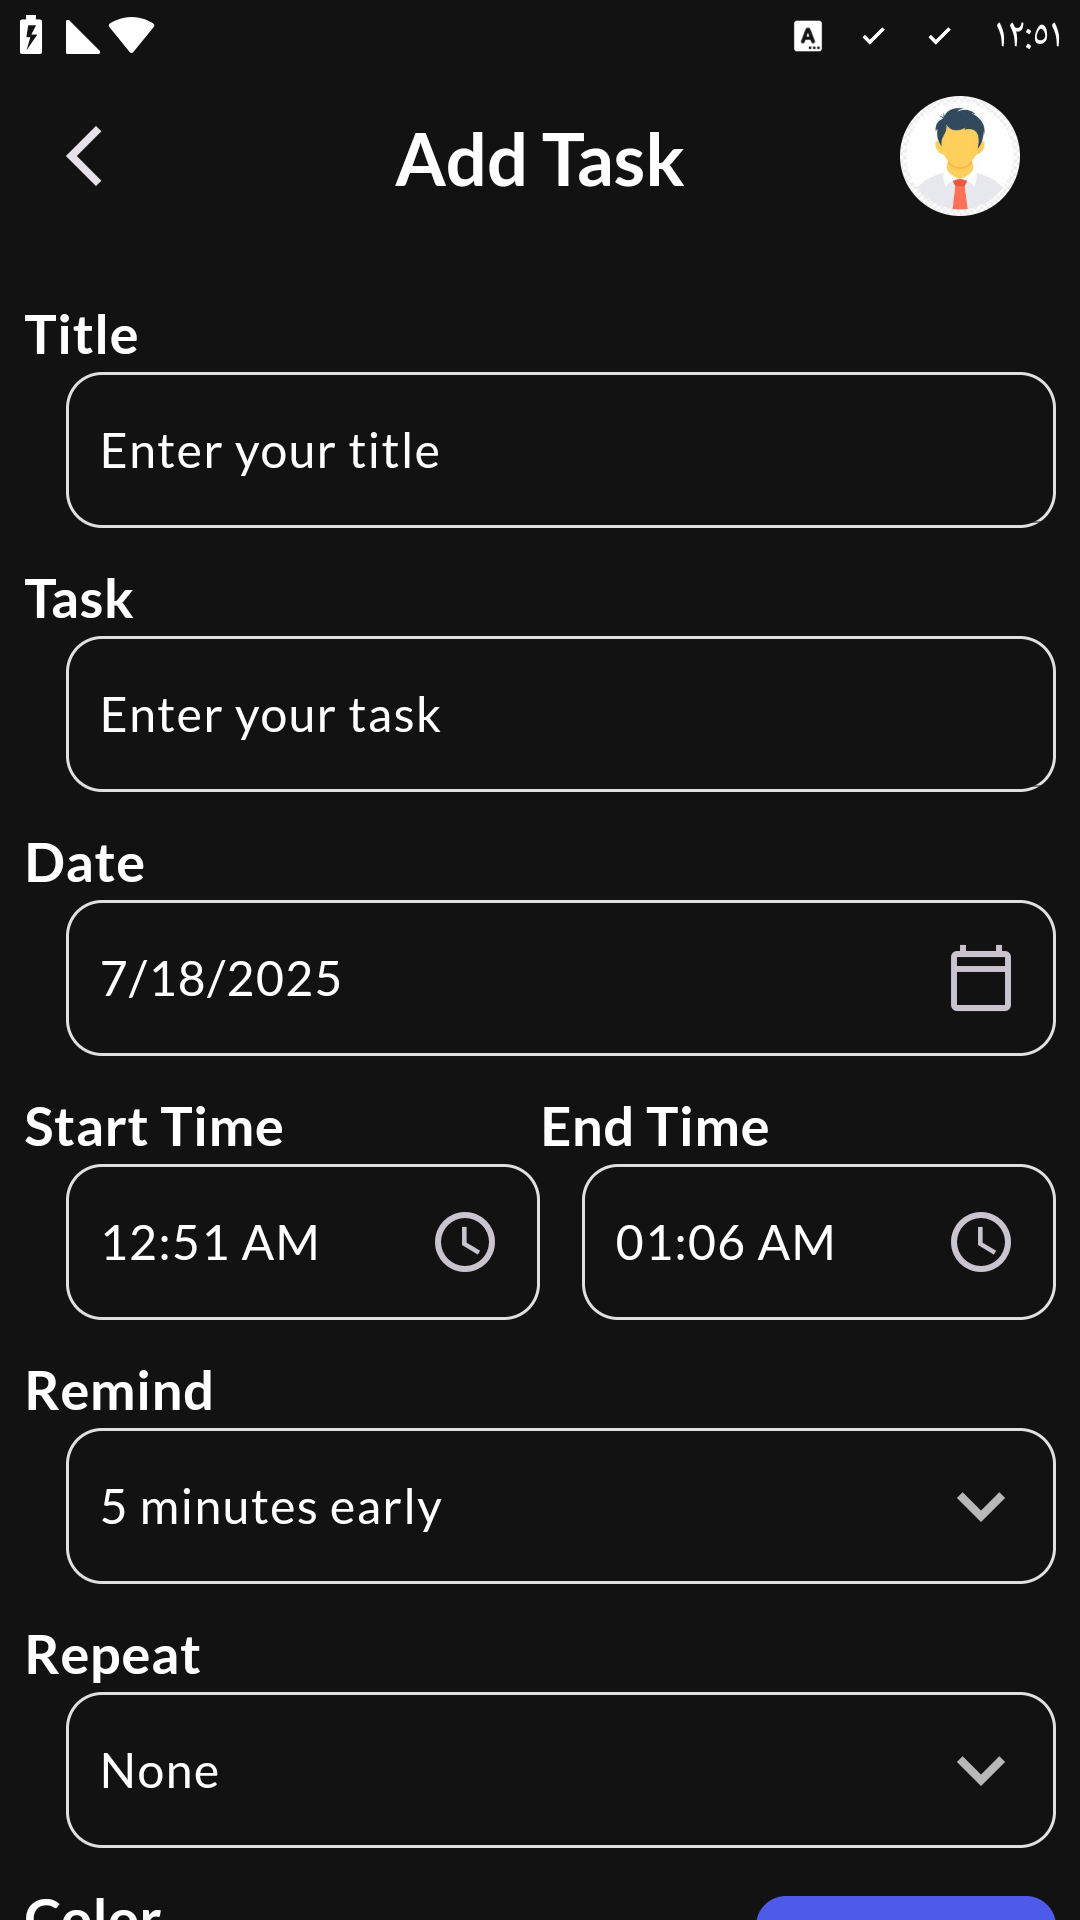 ١٢:٥١
Add Task
Title
Enter your title
Task
Enter your task
Date
7/18/2025
Start Time End Time
12:51 AM 01:06 AM
Remind
5 minutes early
Repeat
None
Color